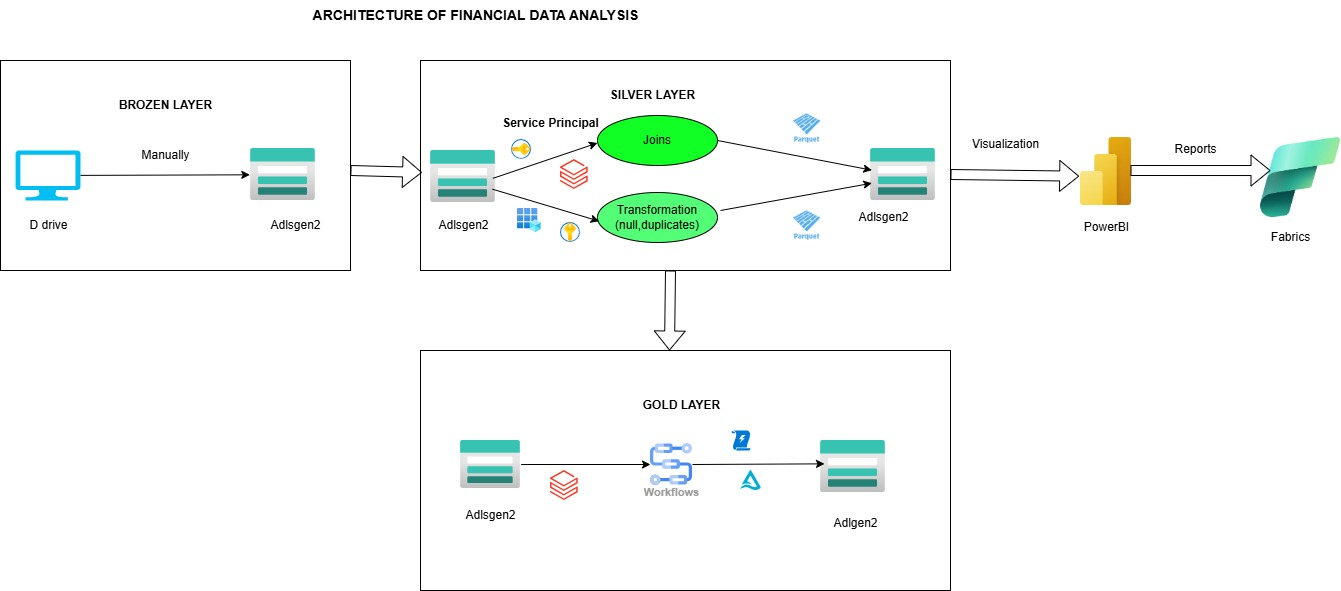 ARCHITECTURE OF FINANCIAL DATA ANALYSIS
BROZEN LAYER
Manually
D drive
Adlsgen2
SILVER LAYER
Service Principal
Joins
Parquet
Adlsgen2
Transformation
(null,duplicates)
Parquet
Adlsgen2
Visualization
PowerBI
Reports
Fabrics
GOLD LAYER
Adlsgen2
Workflows
Adlgen2